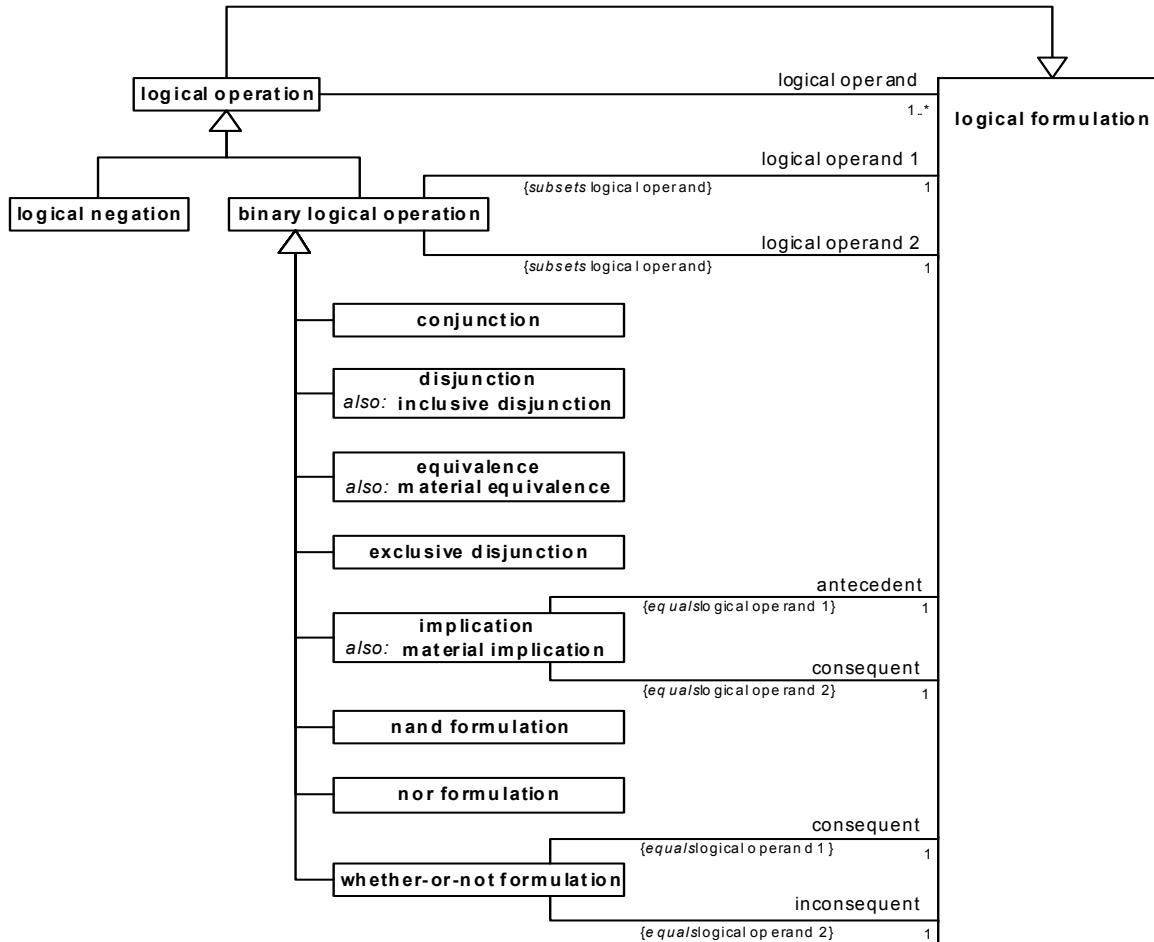 logical operand
logical operation
1..*
logical formulation
logical operand 1
{subsets logical operand}
1
logical negation
binary logical operation
logical operand 2
{subsets logical operand}
1
conjunction
disjunction
also: inclusive disjunction
equivalence
also: material equivalence
exclusive disjunction
antecedent
{equals logical operand 1}
1
implication
also: material implication
consequent
{equals logical operand 2}
1
nand formulation
nor formulation
consequent
{equals logical operand 1}
1
whether-or-not formulation
inconsequent
{equals logical operand 2}
1